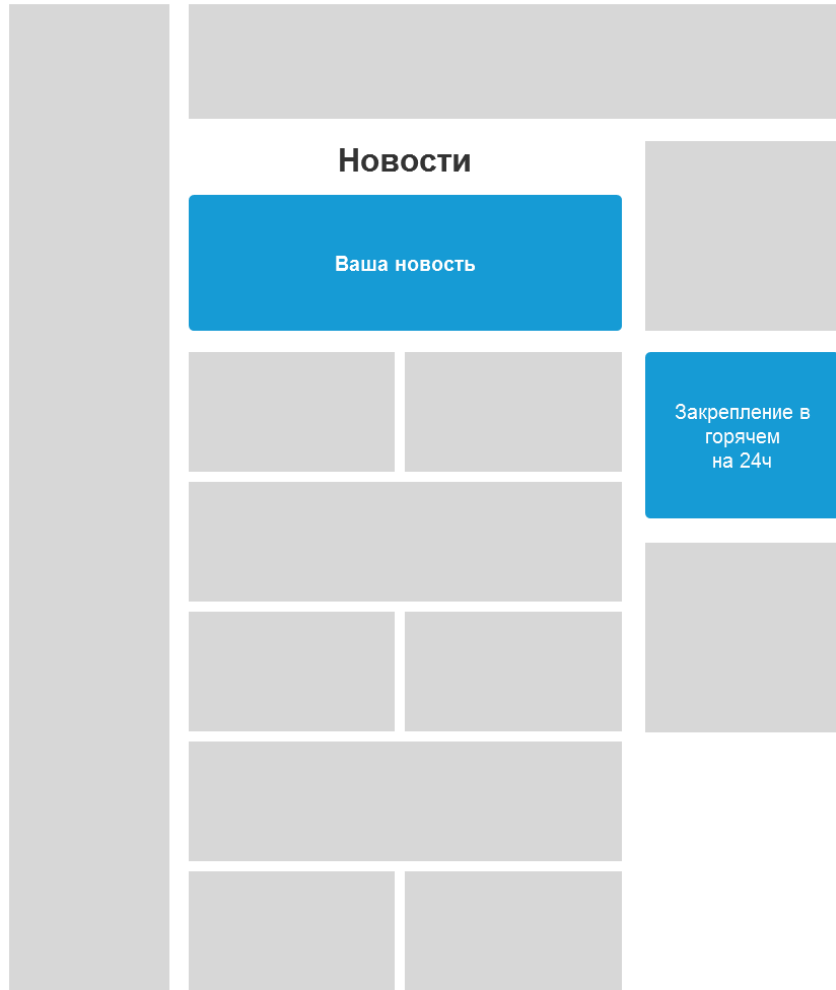 Новости
Ваша новость
Закрепление в
горячем
на 24ч